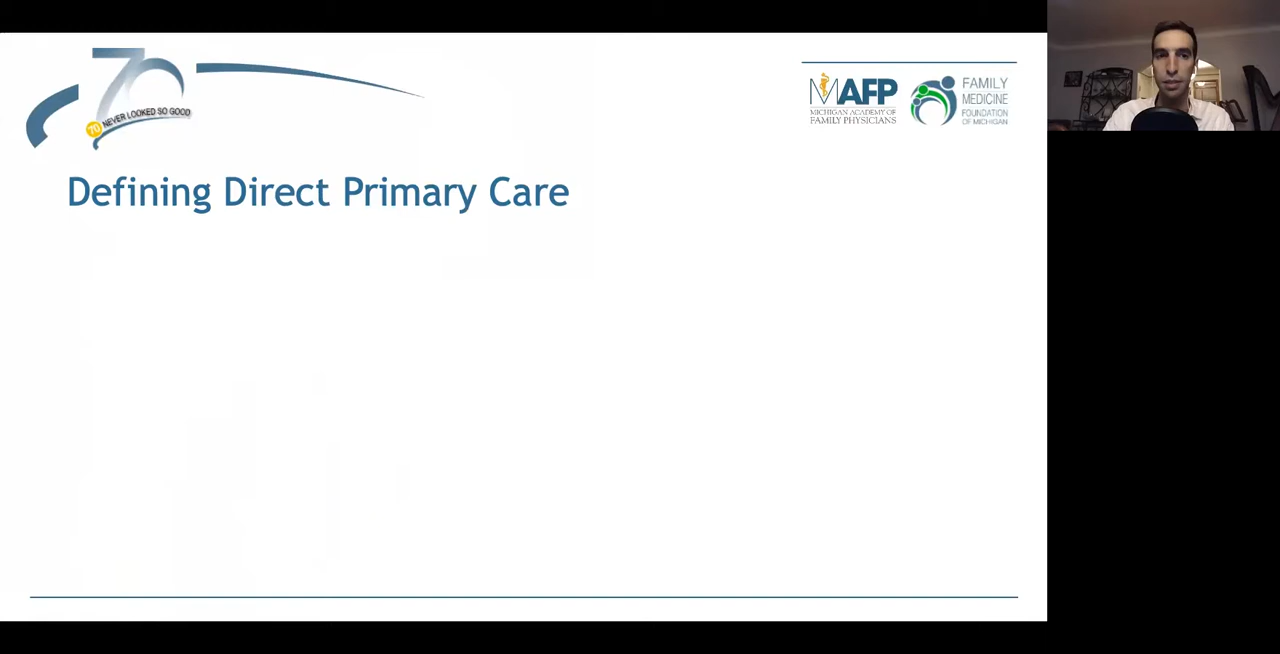 70
70 NEVER LOOKED SO GOOD
MAFP
MICHIGAN ACADEMY OF
FAMILY PHYSICIANS
FAMILY
MEDICINE
FOUNDATION
OF MICHIGAN
Defining Direct Primary Care